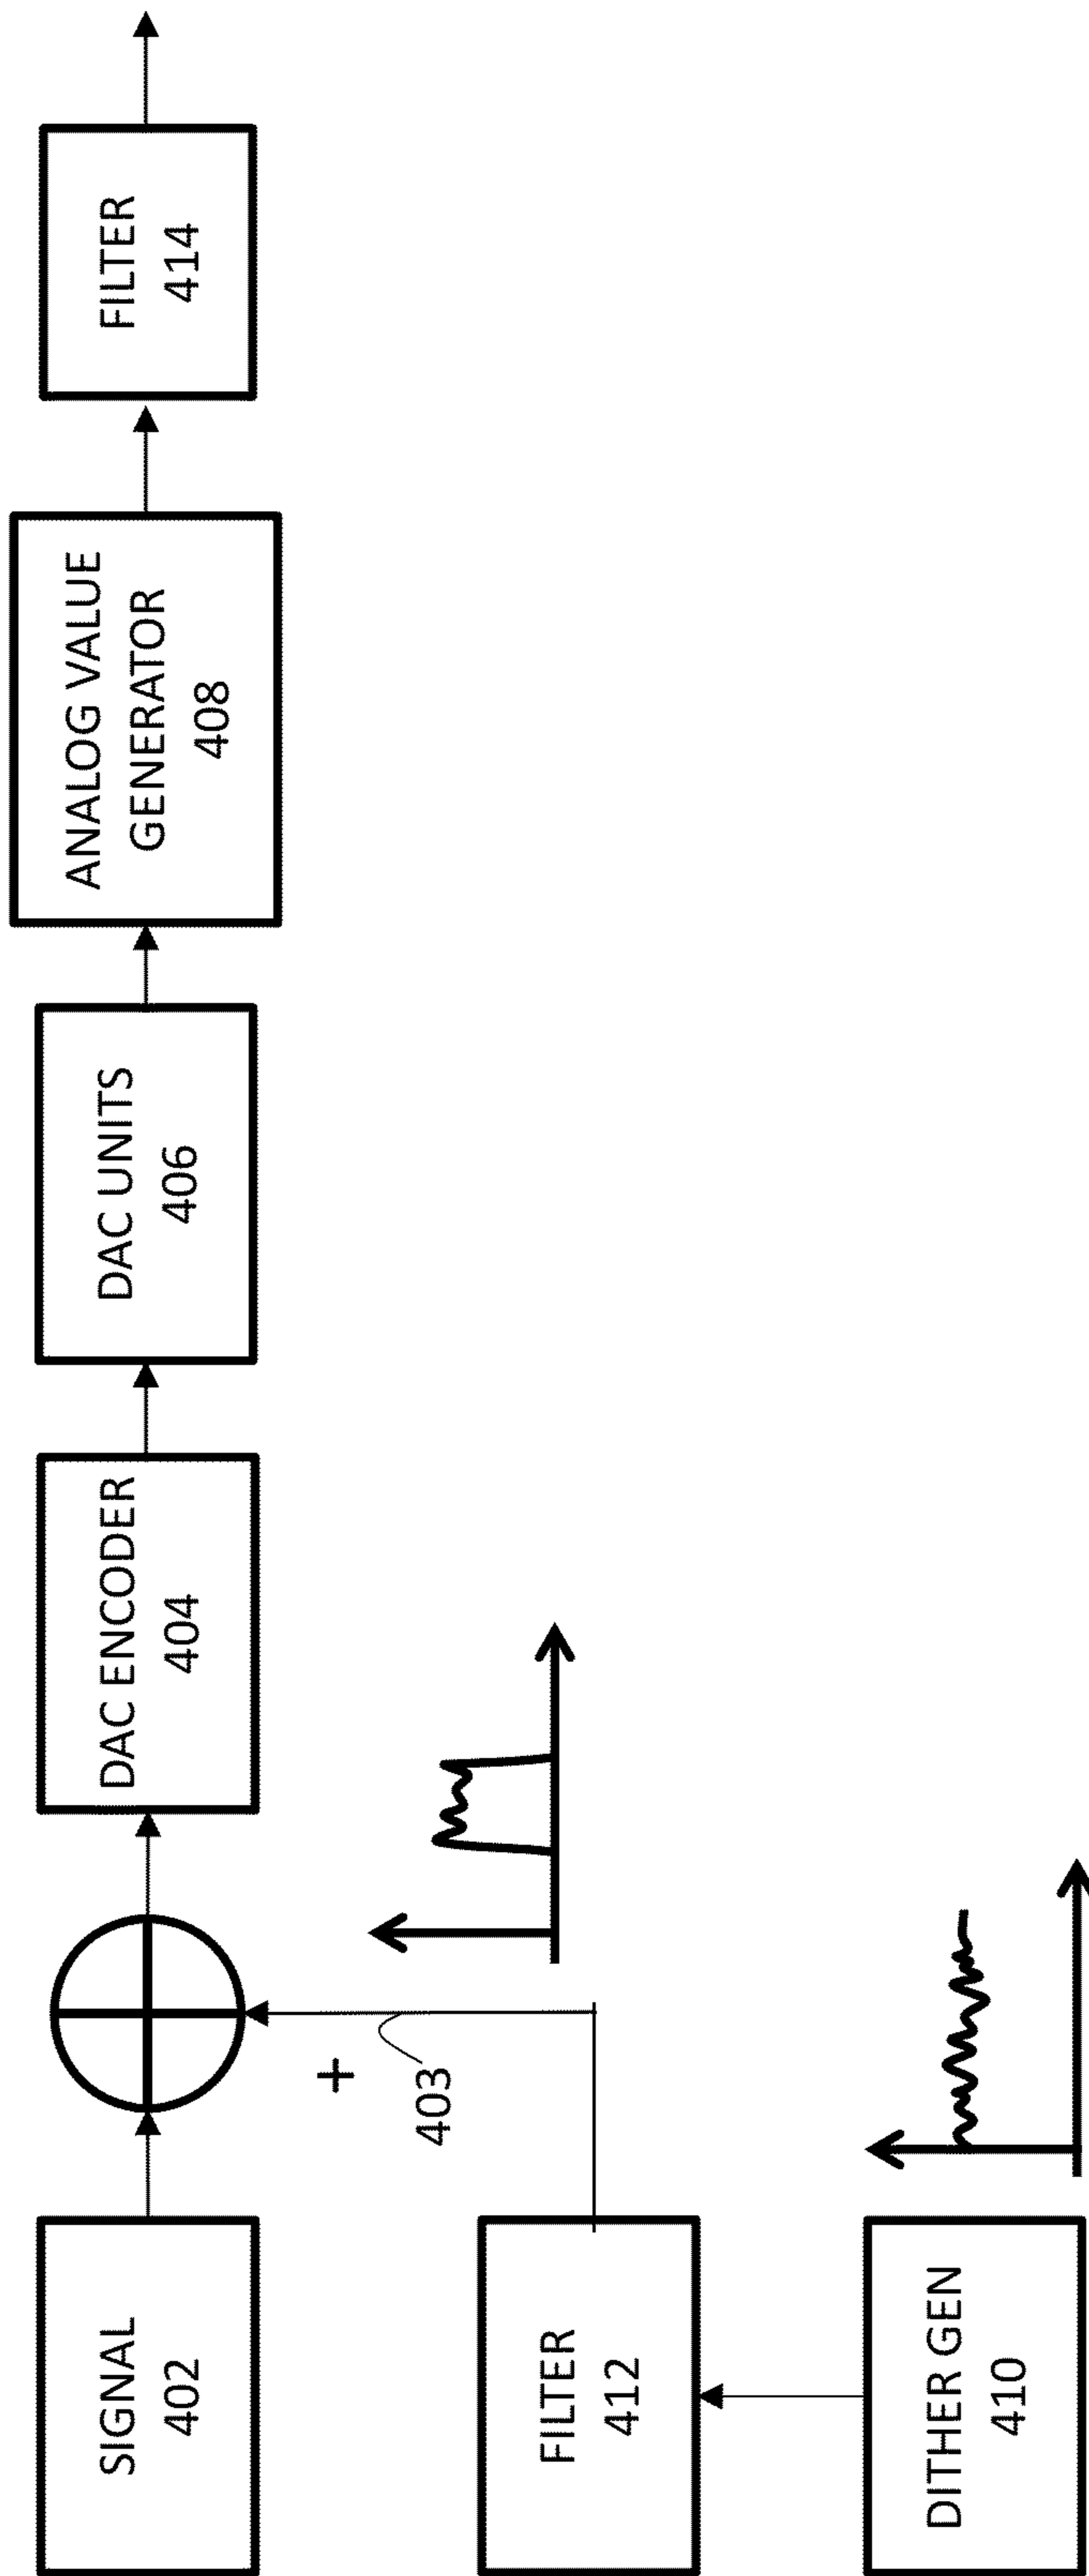 SIGNAL
402
+
403
DAC ENCODER
404
DAC UNITS
406
ANALOG VALUE
GENERATOR
408
FILTER
414
FILTER
412
DITHER GEN
410